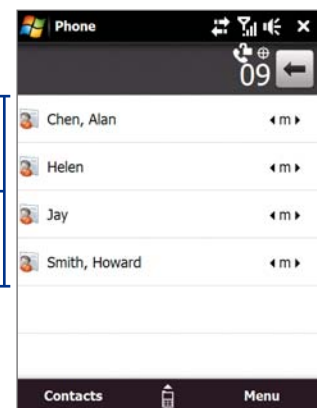 Phone
09
Chen, Alan m
Helen m
Jay m
Smith, Howard m
Contacts Menu